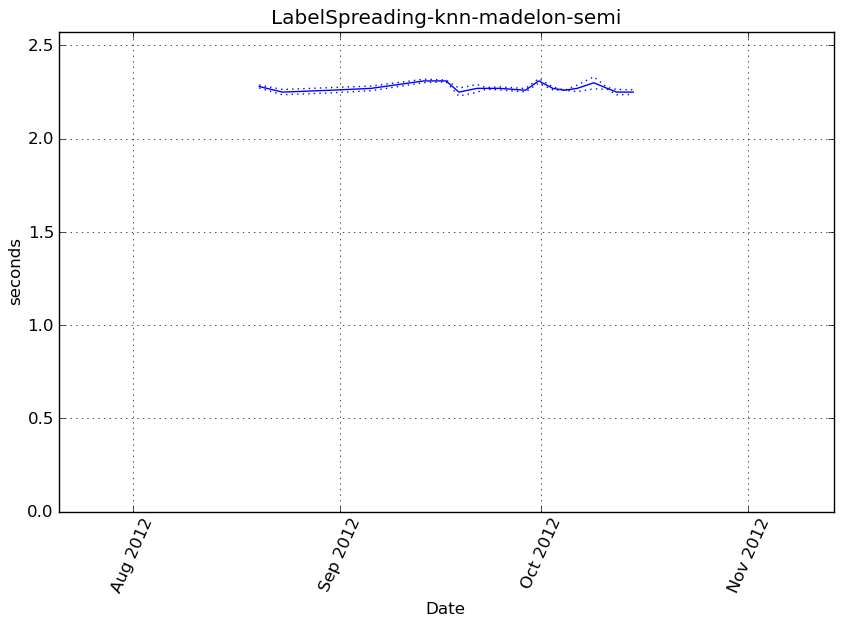 LabelSpreading-knn-madelon-semi
2.5
2.0
1.5
1.0
0.5
0.0
seconds
Aug 2012
Sep 2012
Oct 2012
Nov 2012
Date